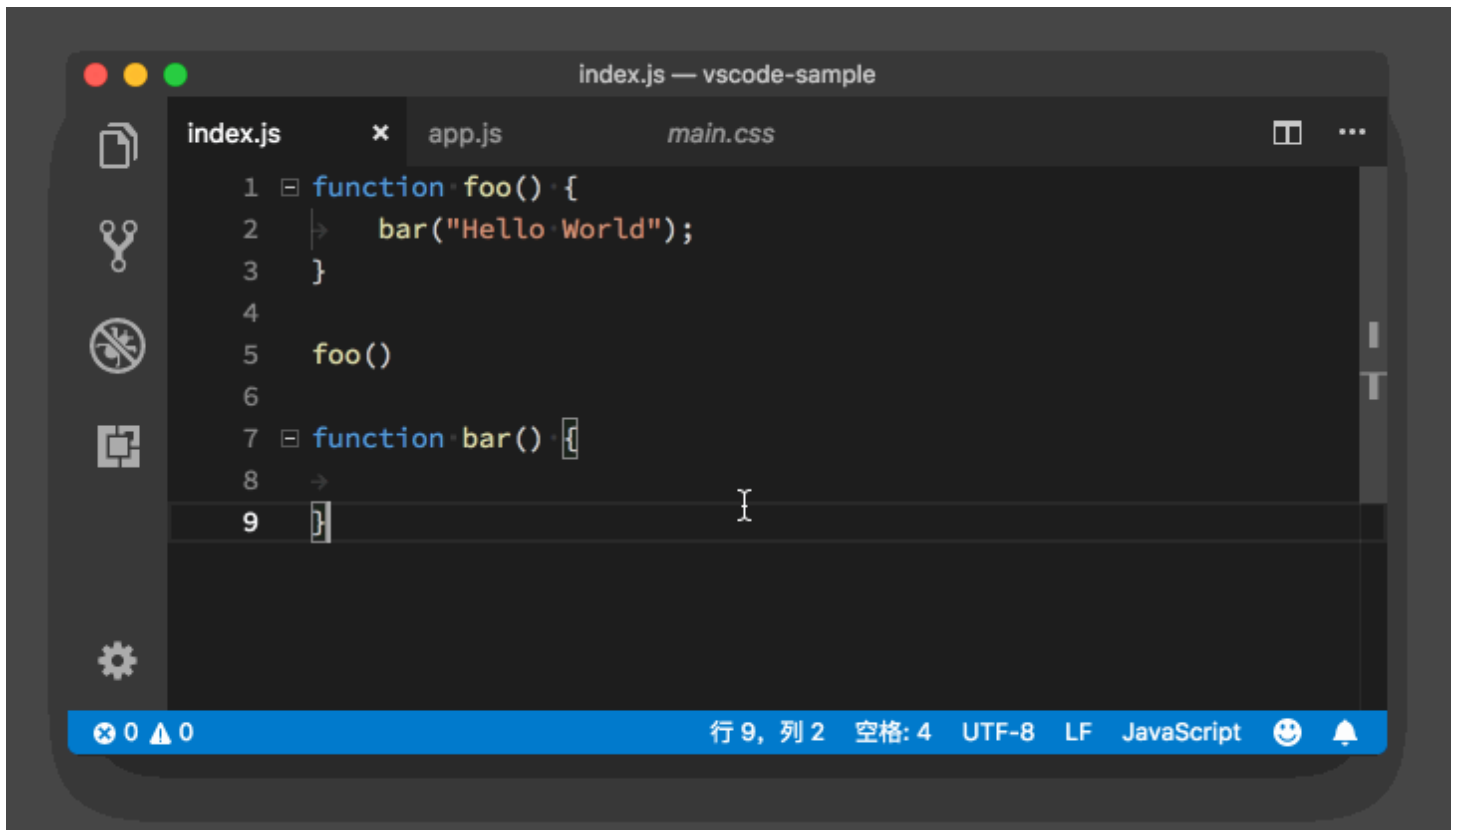 index.js — vscode-sample
index.js app.js main.css
1 function foo() {
2 bar("Hello World");
3 }
4
5 foo()
6
7 function bar() {
8
9 }
0 0 行 9，列 2 空格: 4 UTF-8 LF JavaScript